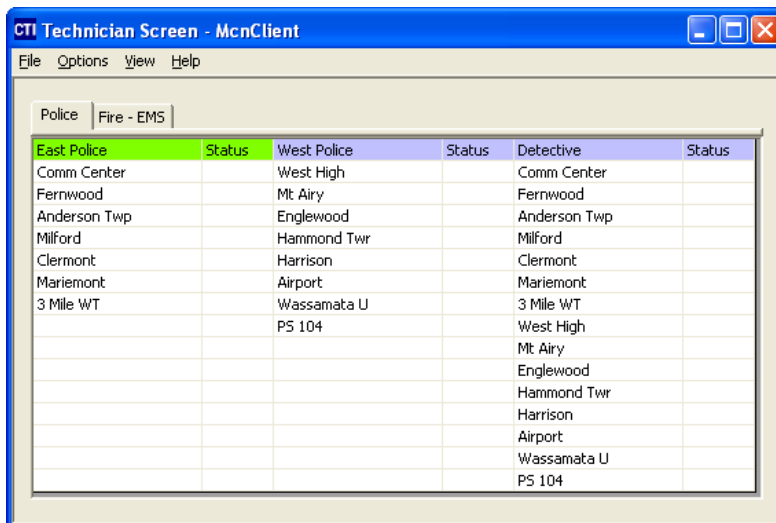 CTI Technician Screen - McnClient
File Options View Help
Police Fire - EMS
East Police Status West Police Status Detective Status
Comm Center West High Comm Center
Fernwood Mt Airy Fernwood
Anderson Twp Englewood Anderson Twp
Milford Hammond Twr Milford
Clermont Harrison Clermont
Mariemont Airport Mariemont
3 Mile WT Wassamata U 3 Mile WT
PS 104 West High
Mt Airy
Englewood
Hammond Twr
Harrison
Airport
Wassamata U
PS 104